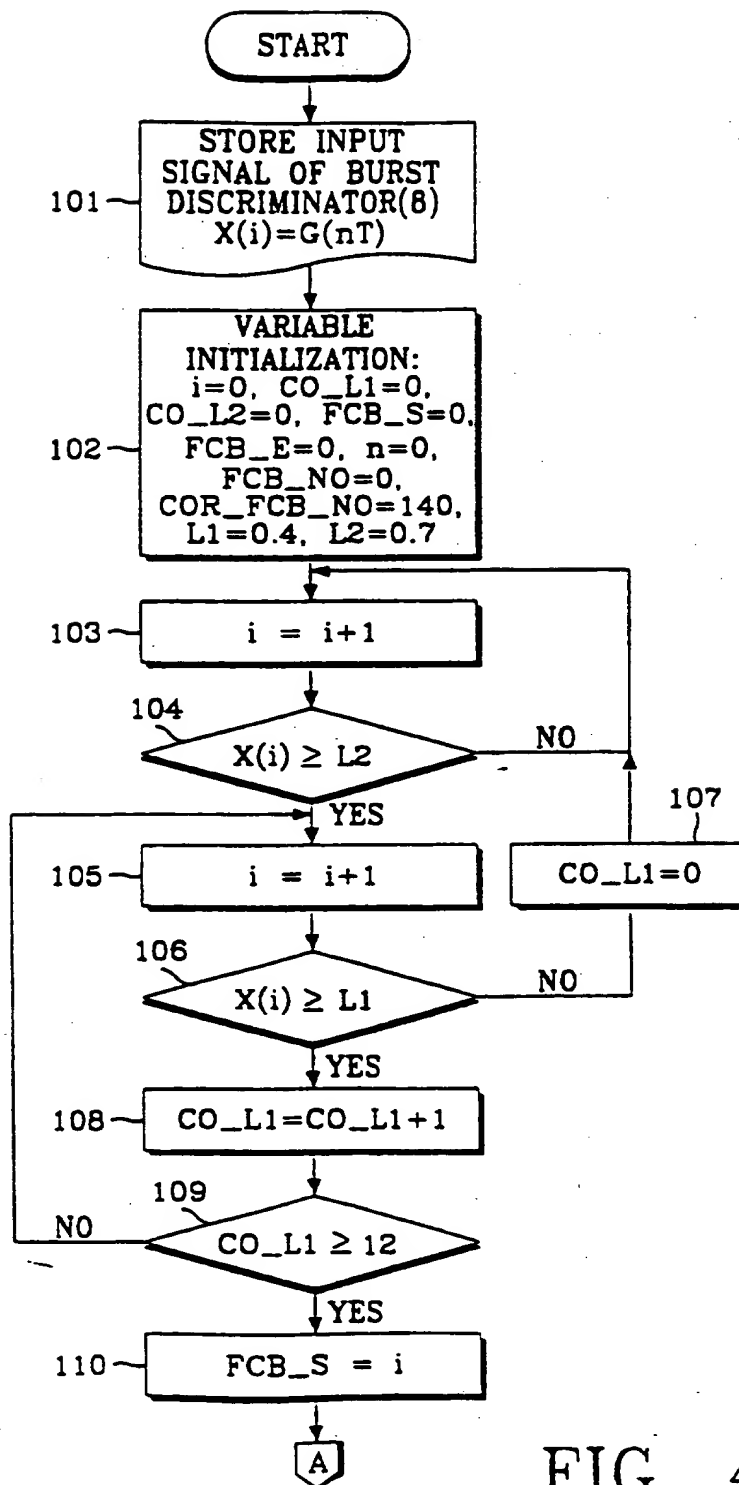 START
STORE INPUT
SIGNAL OF BURST
DISCRIMINATOR(8)
X(i)=G(nT)
101
VARIABLE
INITIALIZATION:
i=0, CO_L1=0,
CO_L2=0, FCB_S=0,
FCB_E=0, n=0,
FCB_NO=0,
COR_FCB_NO=140,
L1=0.4, L2=0.7
102
103
i = i+1
104
X(i) ≥ L2
NO
YES
107
CO_L1=0
105
i = i+1
106
X(i) ≥ L1
NO
YES
108
CO_L1=CO_L1+1
109
NO
CO_L1 ≥ 12
YES
110
FCB_S = i
A
FIG. 4